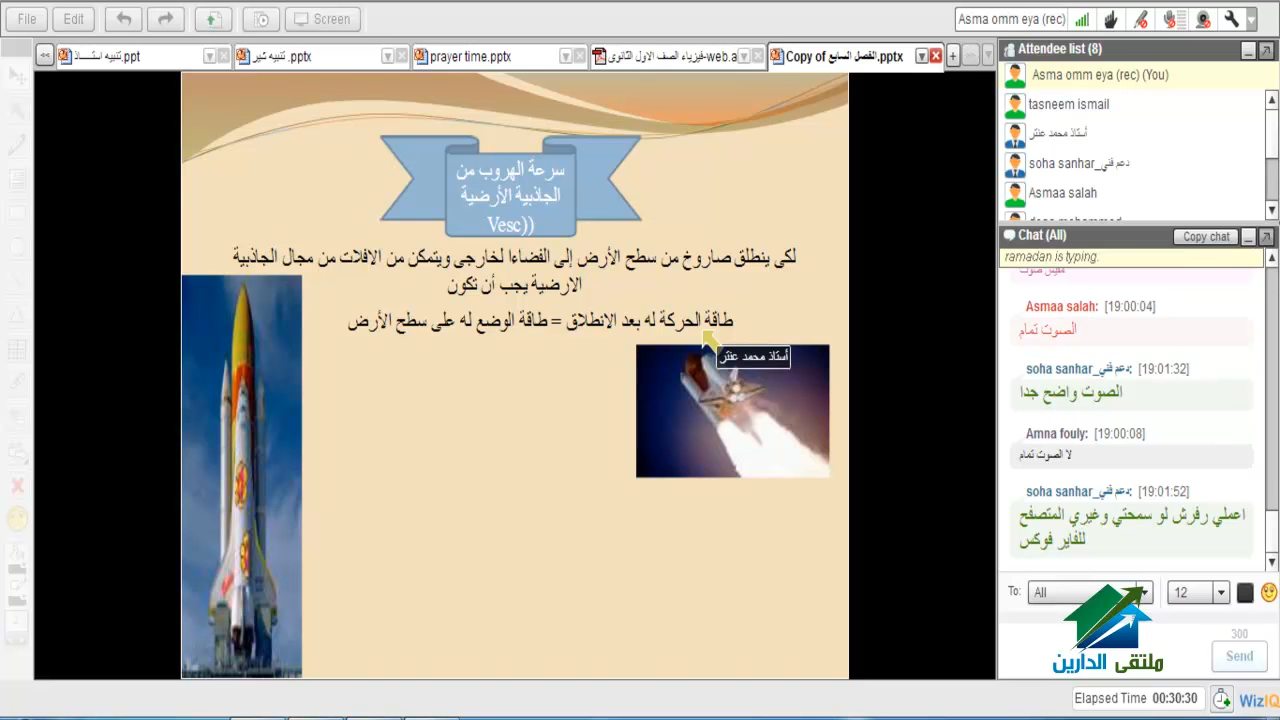 File
Edit
Screen
Asma omm eya (rec)
تنبيه استـــاذ.ppt
تنبيه تبر.pptx
prayer time.pptx
فيزياء الصف الاول الثانوى-web.a
Copy of الفصل السابع.pptx
سرعة الهروب من
الجاذبية الأرضية
Vesc))
لكى ينطلق صاروخ من سطح الأرض إلى الفضاءا لخارجى ويتمكن من الافلات من مجال الجاذبية
الارضية يجب أن تكون
طاقة الحركة له بعد الانطلاق = طاقة الوضع له على سطح الأرض
أستاذ محمد عنتر
Attendee list (8)
Asma omm eya (rec) (You)
tasneem ismail
أستاذ محمد عنتر
soha sanhar_دعم فني
Asmaa salah
Chat (All)
Copy chat
ramadan is typing.
Asmaa salah: [19:00:04]
الصوت تمام
soha sanhar_دعم فني: [19:01:32]
الصوت واضح جدا
Amna fouly: [19:00:08]
لا الصوت تمام
soha sanhar_دعم فني: [19:01:52]
اعملي رفرش لو سمحتي وغيري المتصفح
للفاير فوكس
To:
All
12
300
Send
ملتقى الدارين
Elapsed Time 00:30:30
WizIQ